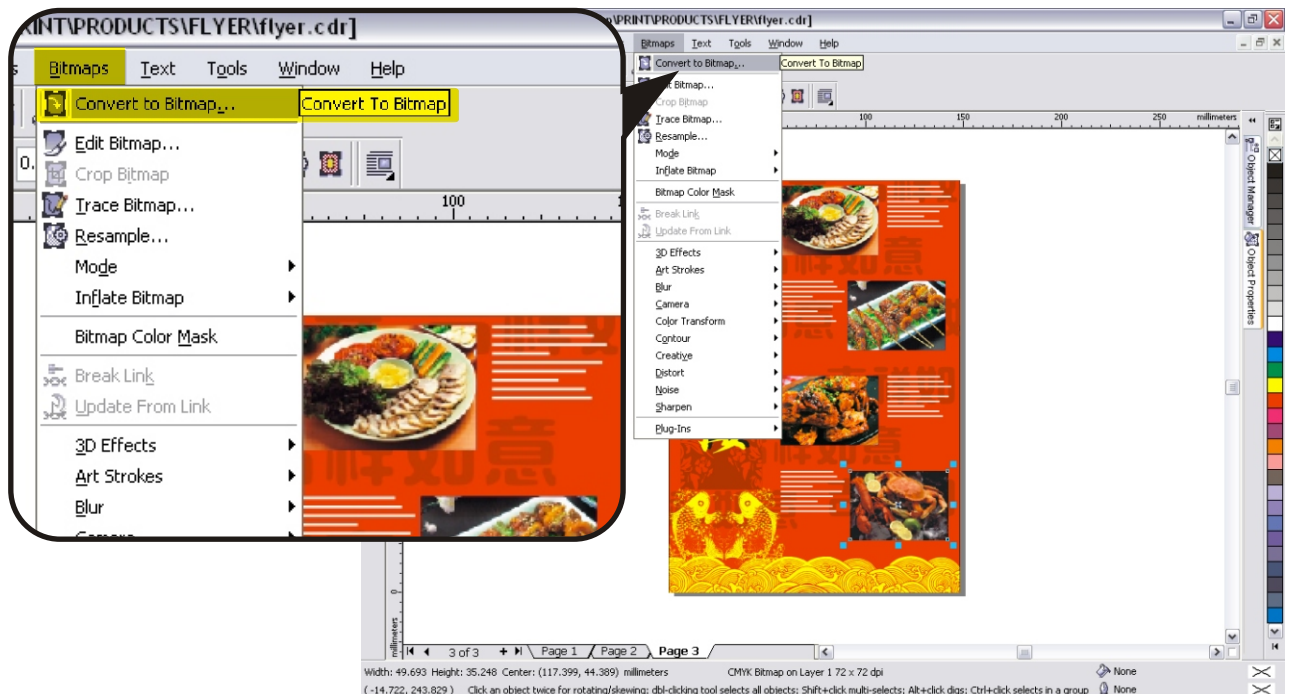 RINT\PRODUCTS\FLYER\flyer.cdr]
Bitmaps Text Tools Window Help
Convert to Bitmap... Convert To Bitmap
Edit Bitmap...
0.
Crop Bitmap
Trace Bitmap...
100
Resample...
Mode
Inflate Bitmap
Bitmap Color Mask
Break Link
Update From Link
3D Effects
Art Strokes
Blur
Camera
如意
\PRINT\PRODUCTS\FLYER\flyer.cdr]
Bitmaps Text Tools Window Help
Convert to Bitmap... Convert To Bitmap
Bitmap...
Crop Bitmap
Trace Bitmap...
100 150 200 250 millimeters
Resample...
Mode
Inflate Bitmap
Bitmap Color Mask
Break Link
Update From Link
3D Effects
Art Strokes
Blur
Camera
Color Transform
Contour
Creative
Distort
Noise
Sharpen
Plug-Ins
如意
Object Manager
Object Properties
0
millimeters
3 of 3 Page 1 Page 2 Page 3
Width: 49.693 Height: 35.248 Center: (117.399, 44.389) millimeters CMYK Bitmap on Layer 1 72 x 72 dpi None
( -14.722, 243.829 ) Click an object twice for rotating/skewing; dbl-clicking tool selects all objects; Shift+click multi-selects; Alt+click digs; Ctrl+click selects in a group None